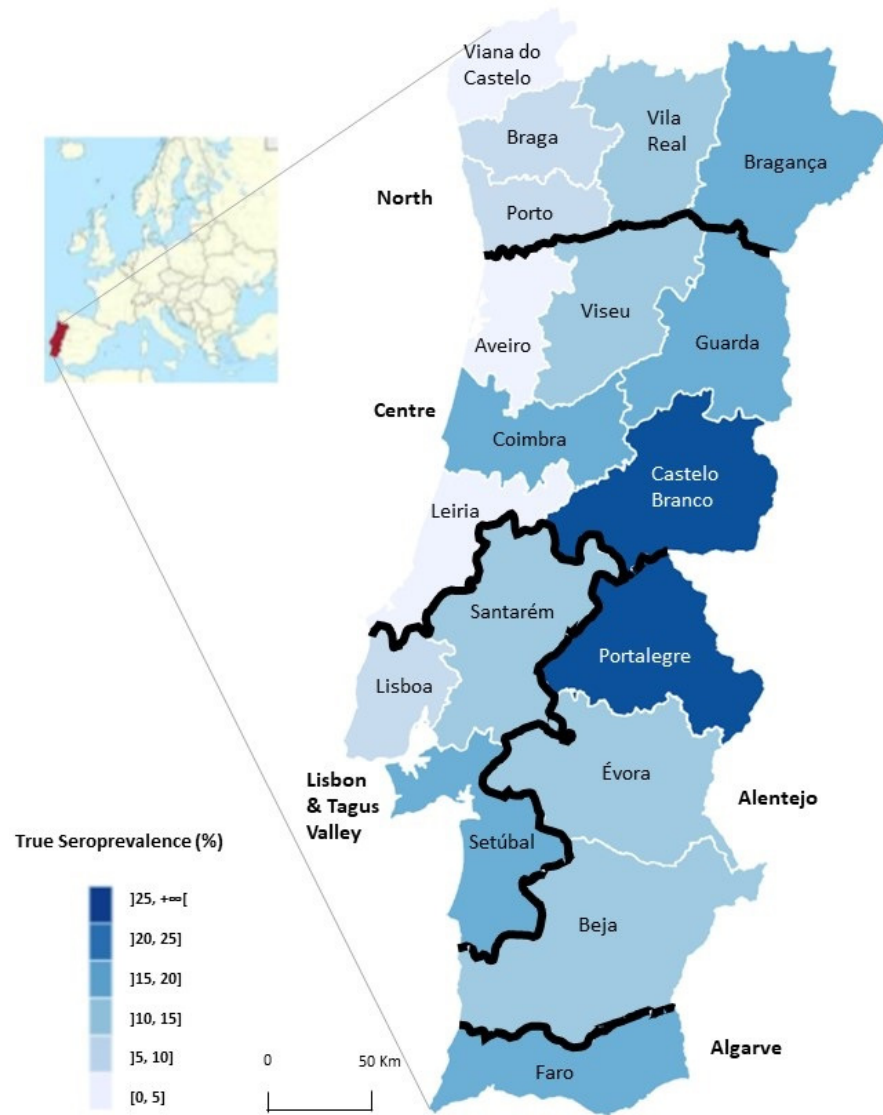 Viana do
Castelo
Braga
Vila
Real
Bragança
North
Porto
Viseu
Aveiro
Guarda
Centre
Coimbra
Castelo
Branco
Leiria
Santarém
Portalegre
Lisboa
Lisbon
& Tagus
Valley
Évora
Alentejo
Setúbal
Beja
Algarve
Faro
True Seroprevalence (%)
]25, +∞[
]20, 25]
]15, 20]
]10, 15]
]5, 10]
[0, 5]
0 50 Km